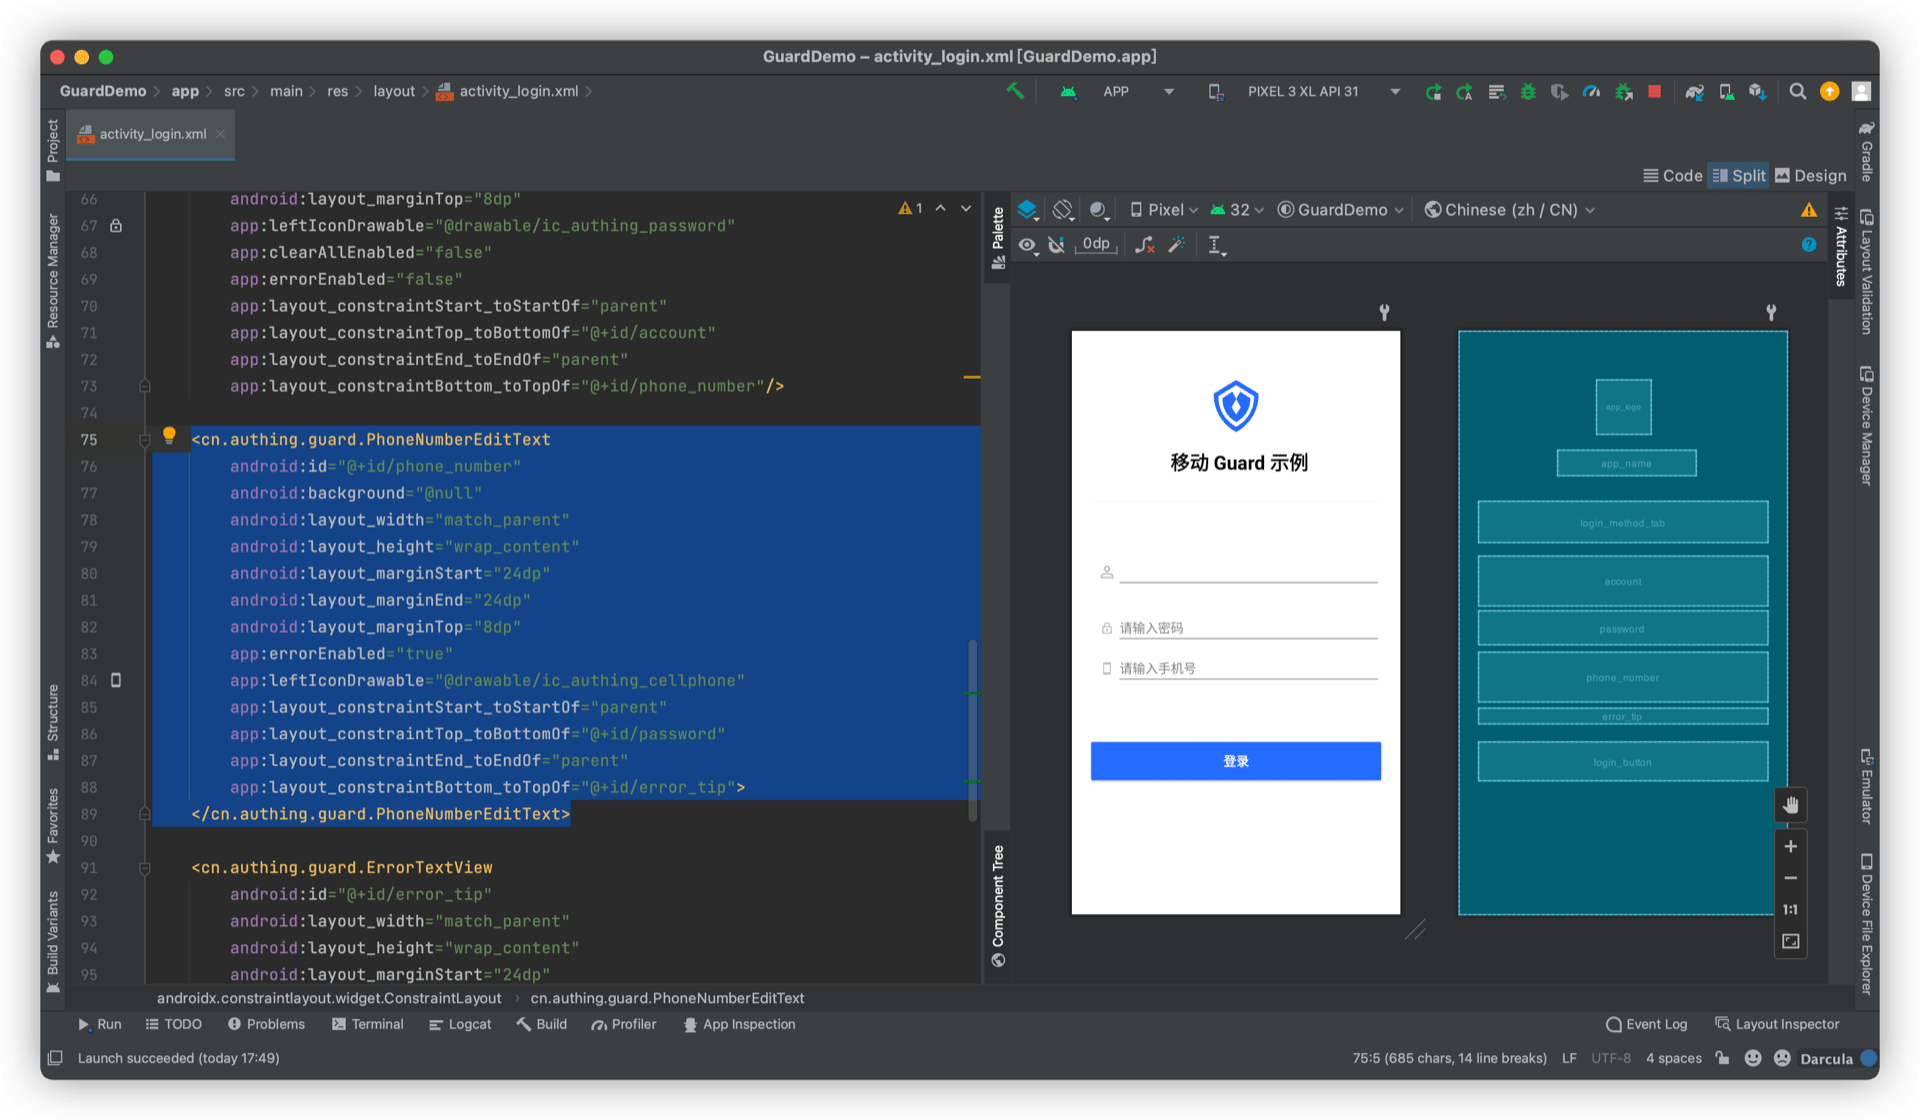 GuardDemo – activity_login.xml [GuardDemo.app]
GuardDemo app src main res layout activity_login.xml
APP
PIXEL 3 XL API 31
activity_login.xml
Code Split Design
Project
Resource Manager
Structure
Favorites
Build Variants
66 android:layout_marginTop="8dp"
67 app:leftIconDrawable="@drawable/ic_authing_password"
68 app:clearAllEnabled="false"
69 app:errorEnabled="false"
70 app:layout_constraintStart_toStartOf="parent"
71 app:layout_constraintTop_toBottomOf="@+id/account"
72 app:layout_constraintEnd_toEndOf="parent"
73 app:layout_constraintBottom_toTopOf="@+id/phone_number"/>
74
75 <cn.authing.guard.PhoneNumberEditText
76 android:id="@+id/phone_number"
77 android:background="@null"
78 android:layout_width="match_parent"
79 android:layout_height="wrap_content"
80 android:layout_marginStart="24dp"
81 android:layout_marginEnd="24dp"
82 android:layout_marginTop="8dp"
83 app:errorEnabled="true"
84 app:leftIconDrawable="@drawable/ic_authing_cellphone"
85 app:layout_constraintStart_toStartOf="parent"
86 app:layout_constraintTop_toBottomOf="@+id/password"
87 app:layout_constraintEnd_toEndOf="parent"
88 app:layout_constraintBottom_toTopOf="@+id/error_tip">
89 </cn.authing.guard.PhoneNumberEditText>
90
91 <cn.authing.guard.ErrorTextView
92 android:id="@+id/error_tip"
93 android:layout_width="match_parent"
94 android:layout_height="wrap_content"
95 android:layout_marginStart="24dp"
1
Palette
Component Tree
Pixel 32 GuardDemo Chinese (zh / CN)
0dp
移动 Guard 示例
请输入密码
请输入手机号
登录
app_logo
app_name
login_method_tab
account
password
phone_number
error_tip
login_button
1:1
Attributes
Gradle
Layout Validation
Device Manager
Emulator
Device File Explorer
androidx.constraintlayout.widget.ConstraintLayout cn.authing.guard.PhoneNumberEditText
Run TODO Problems Terminal Logcat Build Profiler App Inspection Event Log Layout Inspector
Launch succeeded (today 17:49) 75:5 (685 chars, 14 line breaks) LF UTF-8 4 spaces Darcula